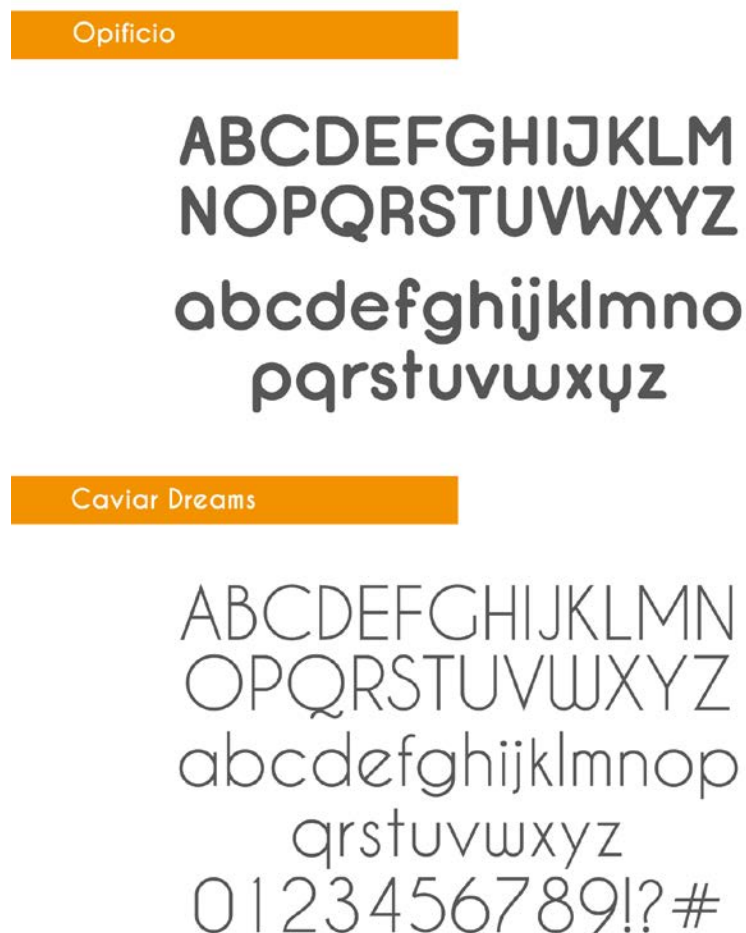 Opificio
ABCDEFGHIJKLM
NOPQRSTUVWXYZ
abcdefghijklmno
pqrstuvwxyz
Caviar Dreams
ABCDEFGHIJKLMN
OPQRSTUVWXYZ
abcdefghijklmnop
qrstuvwxyz
0123456789!?#